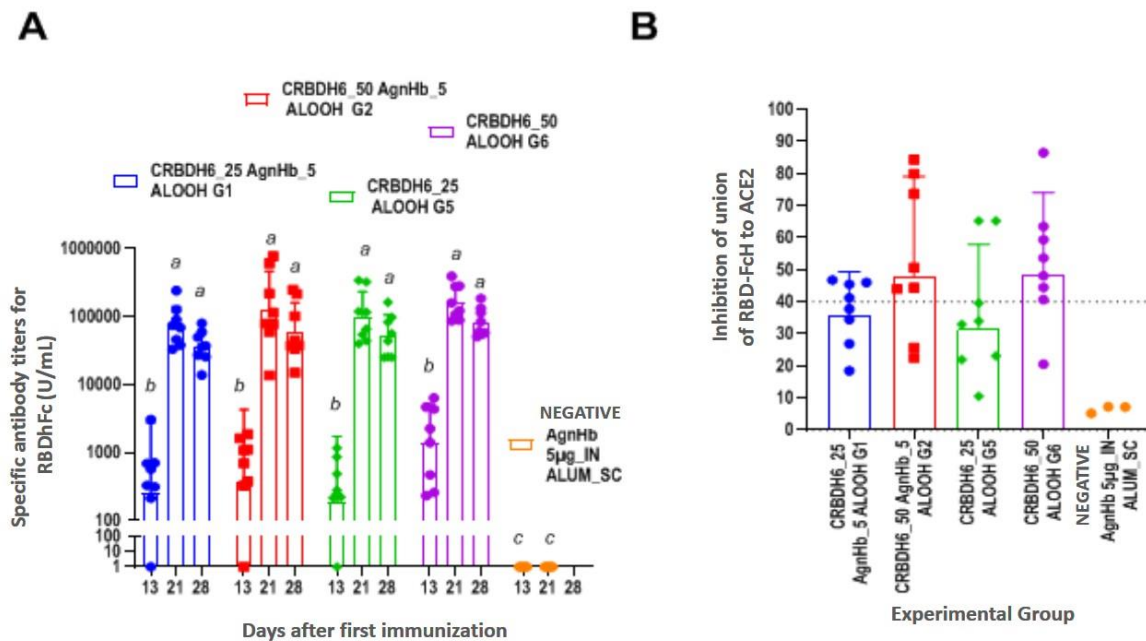 A
CRBDH6_50 AgnHb_5
ALOOH G2
CRBDH6_50
ALOOH G6
CRBDH6_25 AgnHb_5
ALOOH G1
CRBDH6_25
ALOOH G5
Specific antibody titers for
RBDhFc (U/mL)
1000000
100000
10000
1000
100
100
10
1
b
a
a
b
a
a
b
a
a
b
a
a
c
c
NEGATIVE
AgnHb
5µg_IN
ALUM_SC
13 21 28 13 21 28 13 21 28 13 21 28 13 21 28
Days after first immunization
B
Inhibition of union
of RBD-FcH to ACE2
100
90
80
70
60
50
40
30
20
10
0
CRBDH6_25
AgnHb_5 ALOOH G1
CRBDH6_50 AgnHb_5
ALOOH G2
CRBDH6_25
ALOOH G5
CRBDH6_50
ALOOH G6
NEGATIVE
AgnHb 5µg_IN
ALUM_SC
Experimental Group